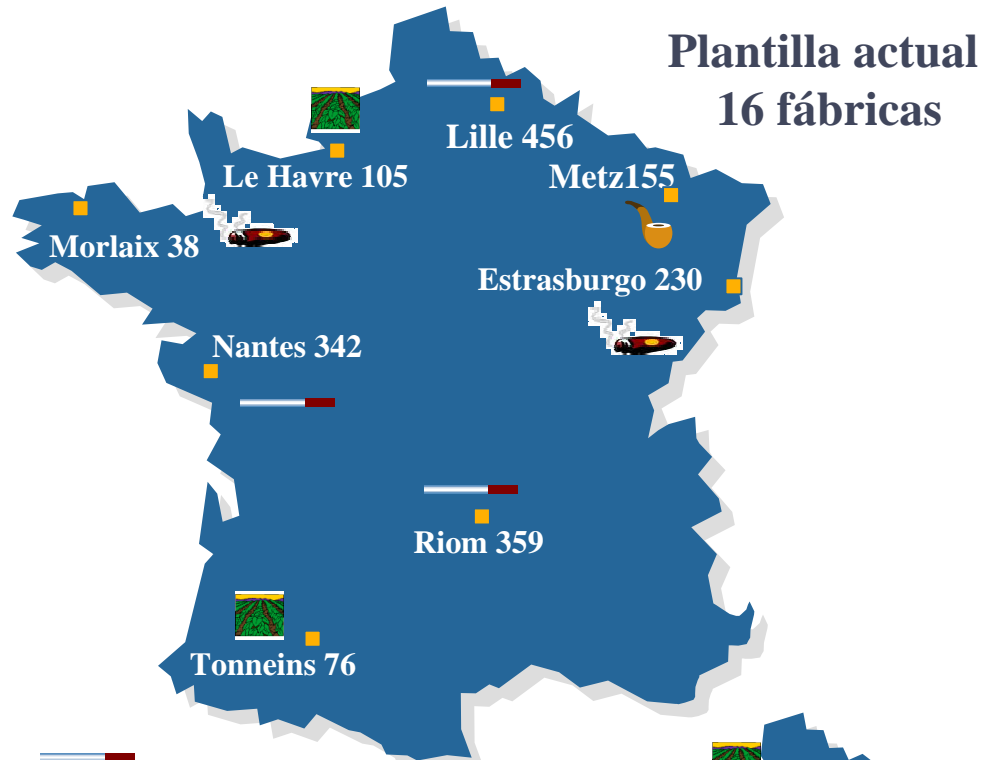 Plantilla actual
16 fábricas
Lille 456
Le Havre 105
Metz155
Morlaix 38
Estrasburgo 230
Nantes 342
Riom 359
Tonneins 76